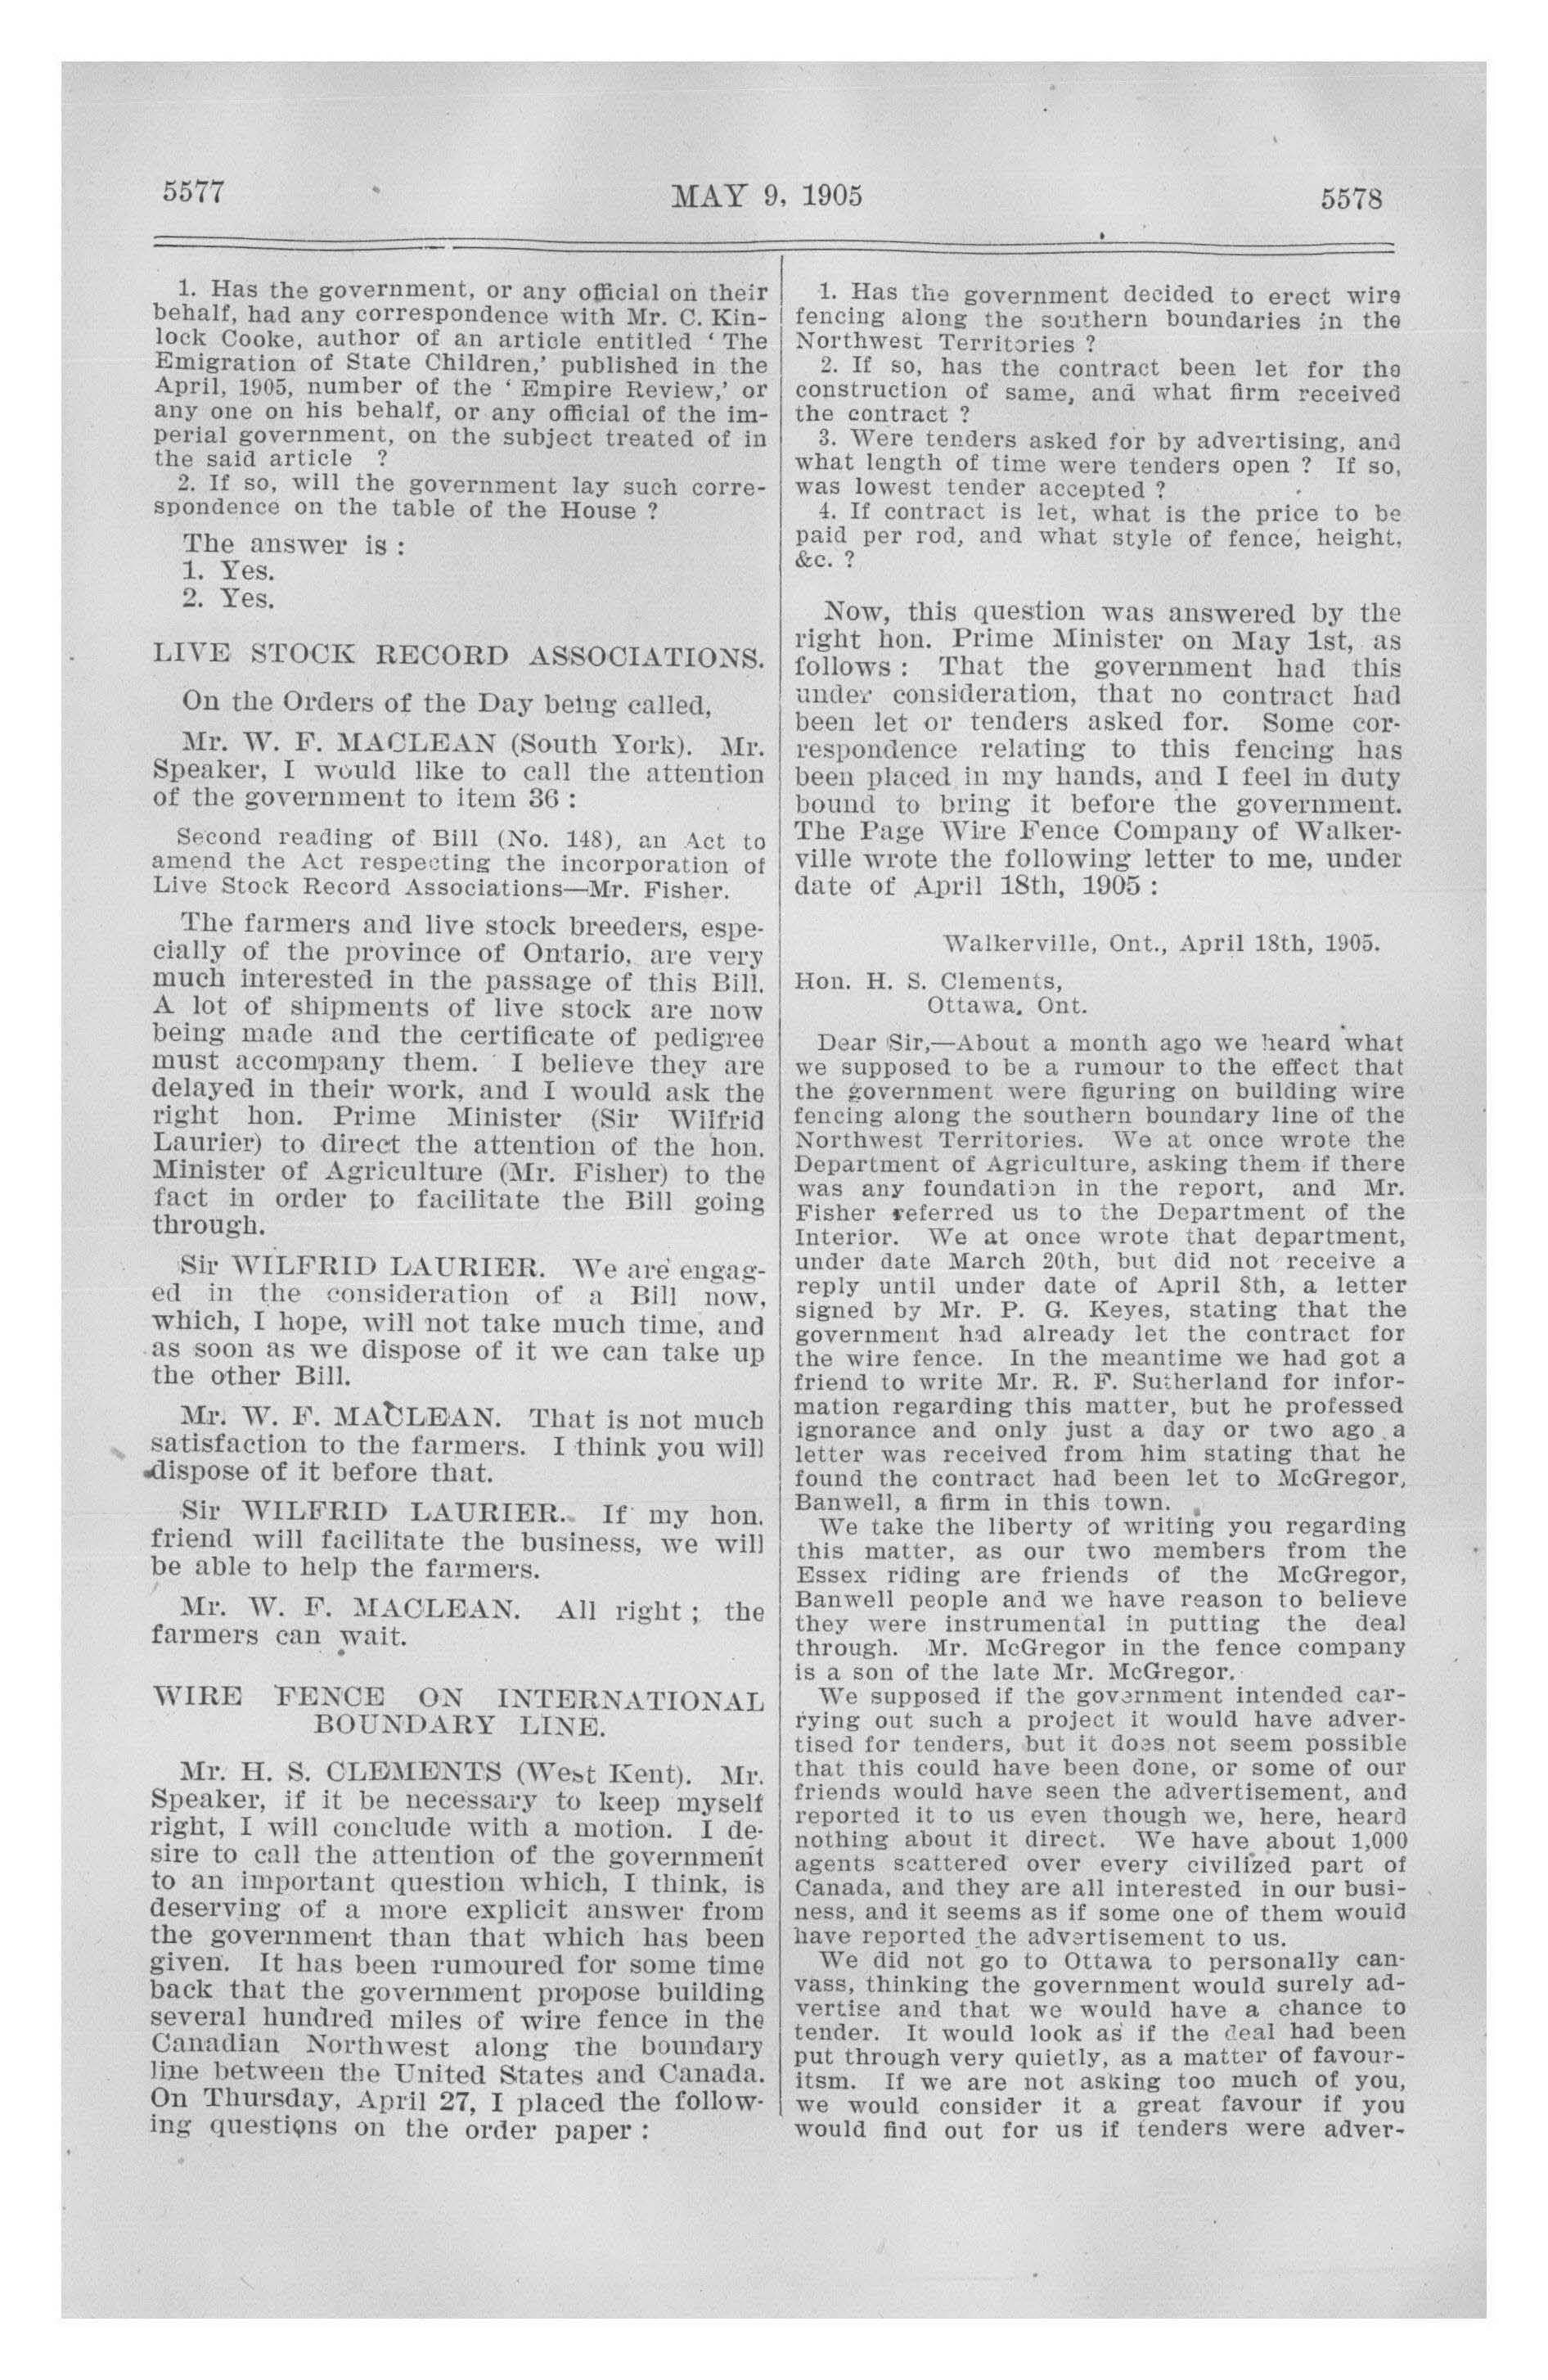 5577
MAY 9, 1905
5578
1. Has the government, or any official on their
behalf, had any correspondence with Mr. C. Kin-
lock Cooke, author of an article entitled ‘ The
Emigration of State Children,’ published in the
April, 1905, number of the ‘ Empire Review,’ or
any one on his behalf, or any official of the im-
perial government, on the subject treated of in
the said article ?
2. If so, will the government lay such corre-
spondence on the table of the House ?
The answer is :
1. Yes.
2. Yes.
LIVE STOCK RECORD ASSOCIATIONS.
On the Orders of the Day being called,
Mr. W. F. MACLEAN (South York). Mr.
Speaker, I would like to call the attention
of the government to item 36 :
Second reading of Bill (No. 148), an Act to
amend the Act respecting the incorporation of
Live Stock Record Associations—Mr. Fisher.
The farmers and live stock breeders, espe-
cially of the province of Ontario, are very
much interested in the passage of this Bill.
A lot of shipments of live stock are now
being made and the certificate of pedigree
must accompany them. I believe they are
delayed in their work, and I would ask the
right hon. Prime Minister (Sir Wilfrid
Laurier) to direct the attention of the hon.
Minister of Agriculture (Mr. Fisher) to the
fact in order to facilitate the Bill going
through.
Sir WILFRID LAURIER. We are engag-
ed in the consideration of a Bill now,
which, I hope, will not take much time, and
as soon as we dispose of it we can take up
the other Bill.
Mr. W. F. MACLEAN. That is not much
satisfaction to the farmers. I think you will
dispose of it before that.
Sir WILFRID LAURIER. If my hon.
friend will facilitate the business, we will
be able to help the farmers.
Mr. W. F. MACLEAN. All right ; the
farmers can wait.
WIRE FENCE ON INTERNATIONAL
BOUNDARY LINE.
Mr. H. S. CLEMENTS (West Kent). Mr.
Speaker, if it be necessary to keep myself
right, I will conclude with a motion. I de-
sire to call the attention of the government
to an important question which, I think, is
deserving of a more explicit answer from
the government than that which has been
given. It has been rumoured for some time
back that the government propose building
several hundred miles of wire fence in the
Canadian Northwest along the boundary
line between the United States and Canada.
On Thursday, April 27, I placed the follow-
ing questions on the order paper :
1. Has the government decided to erect wire
fencing along the southern boundaries in the
Northwest Territories ?
2. If so, has the contract been let for the
construction of same, and what firm received
the contract ?
3. Were tenders asked for by advertising, and
what length of time were tenders open ? If so,
was lowest tender accepted ?
4. If contract is let, what is the price to be
paid per rod, and what style of fence, height,
&c. ?
Now, this question was answered by the
right hon. Prime Minister on May 1st, as
follows : That the government had this
under consideration, that no contract had
been let or tenders asked for. Some cor-
respondence relating to this fencing has
been placed in my hands, and I feel in duty
bound to bring it before the government.
The Page Wire Fence Company of Walker-
ville wrote the following letter to me, under
date of April 18th, 1905 :
Walkerville, Ont., April 18th, 1905.
Hon. H. S. Clements,
Ottawa, Ont.
Dear Sir,—About a month ago we heard what
we supposed to be a rumour to the effect that
the government were figuring on building wire
fencing along the southern boundary line of the
Northwest Territories. We at once wrote the
Department of Agriculture, asking them if there
was any foundation in the report, and Mr.
Fisher referred us to the Department of the
Interior. We at once wrote that department,
under date March 20th, but did not receive a
reply until under date of April 8th, a letter
signed by Mr. P. G. Keyes, stating that the
government had already let the contract for
the wire fence. In the meantime we had got a
friend to write Mr. R. F. Sutherland for infor-
mation regarding this matter, but he professed
ignorance and only just a day or two ago a
letter was received from him stating that he
found the contract had been let to McGregor,
Banwell, a firm in this town.
We take the liberty of writing you regarding
this matter, as our two members from the
Essex riding are friends of the McGregor,
Banwell people and we have reason to believe
they were instrumental in putting the deal
through. Mr. McGregor in the fence company
is a son of the late Mr. McGregor.
We supposed if the government intended car-
rying out such a project it would have adver-
tised for tenders, but it does not seem possible
that this could have been done, or some of our
friends would have seen the advertisement, and
reported it to us even though we, here, heard
nothing about it direct. We have about 1,000
agents scattered over every civilized part of
Canada, and they are all interested in our busi-
ness, and it seems as if some one of them would
have reported the advertisement to us.
We did not go to Ottawa to personally can-
vass, thinking the government would surely ad-
vertise and that we would have a chance to
tender. It would look as if the deal had been
put through very quietly, as a matter of favour-
itsm. If we are not asking too much of you,
we would consider it a great favour if you
would find out for us if tenders were adver-